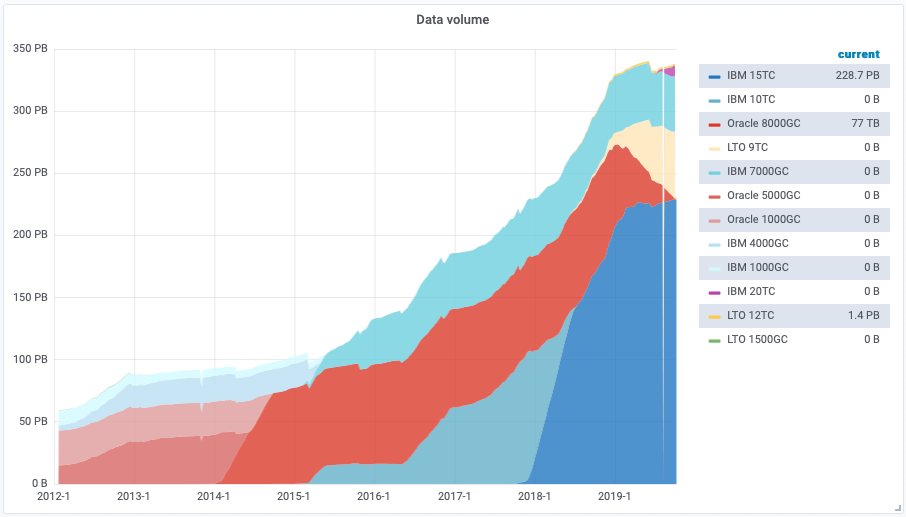 Data volume
350 PB
300 PB
250 PB
200 PB
150 PB
100 PB
50 PB
0 B
2012-1 2013-1 2014-1 2015-1 2016-1 2017-1 2018-1 2019-1
current
IBM 15TC 228.7 PB
IBM 10TC 0 B
Oracle 8000GC 77 TB
LTO 9TC 0 B
IBM 7000GC 0 B
Oracle 5000GC 0 B
Oracle 1000GC 0 B
IBM 4000GC 0 B
IBM 1000GC 0 B
IBM 20TC 0 B
LTO 12TC 1.4 PB
LTO 1500GC 0 B